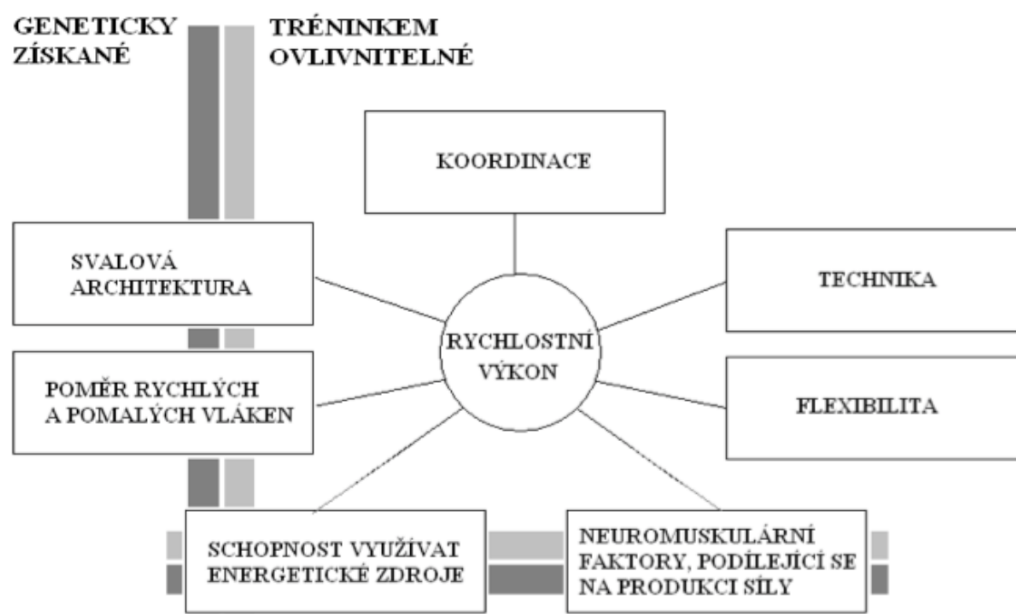 GENETICKY
ZÍSKANÉ
TRÉNINKEM
OVLIVNITELNÉ
KOORDINACE
SVALOVÁ
ARCHITEKTURA
TECHNIKA
RYCHLOSTNÍ
VÝKON
POMĚR RYCHLÝCH
A POMALÝCH VLÁKEN
FLEXIBILITA
SCHOPNOST VYUŽÍVAT
ENERGETICKÉ ZDROJE
NEUROMUSKULÁRNÍ
FAKTORY, PODÍLEJÍCÍ SE
NA PRODUKCI SÍLY